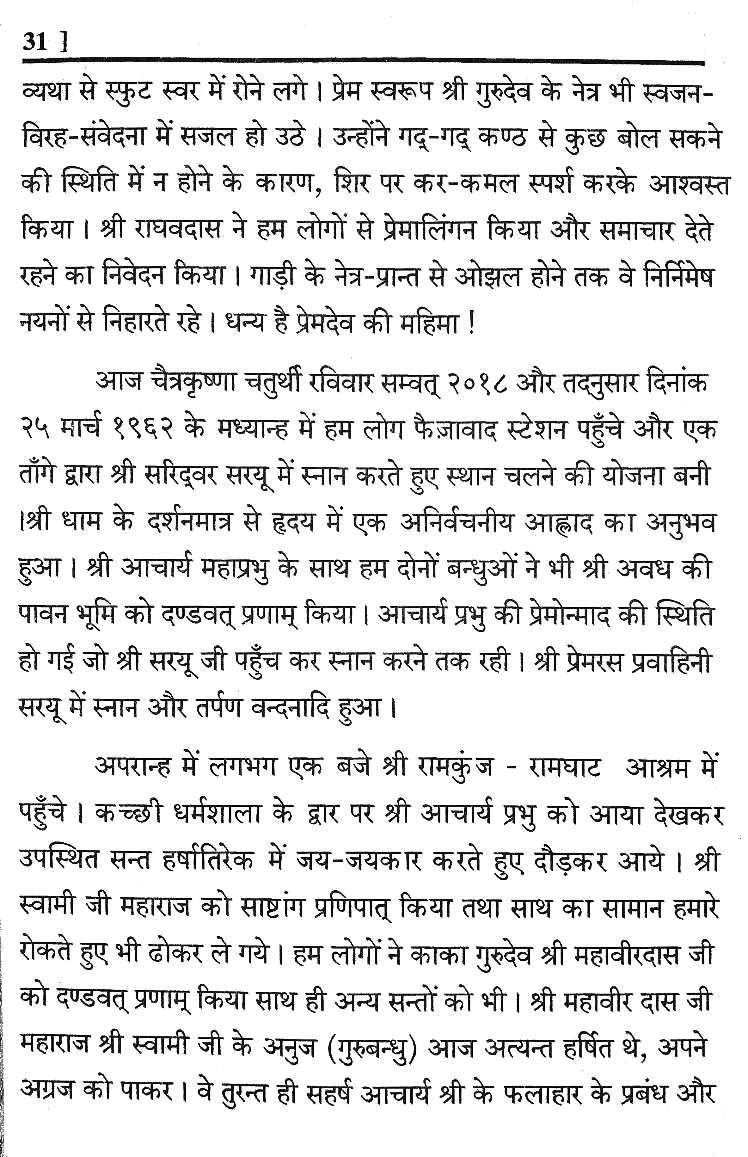 31 ]
व्यथा से स्फुट स्वर में रोने लगे । प्रेम स्वरूप श्री गुरुदेव के नेत्र भी स्वजन-
विरह-संवेदना में सजल हो उठे । उन्होंने गद्-गद् कण्ठ से कुछ बोल सकने
की स्थिति में न होने के कारण, शिर पर कर-कमल स्पर्श करके आश्वस्त
किया । श्री राघवदास ने हम लोगों से प्रेमालिंगन किया और समाचार देते
रहने का निवेदन किया । गाड़ी के नेत्र-प्रान्त से ओझल होने तक वे निर्निमेष
नयनों से निहारते रहे । धन्य है प्रेमदेव की महिमा !
आज चैत्रकृष्णा चतुर्थी रविवार सम्वत् २०१८ और तदनुसार दिनांक
२५ मार्च १९६२ के मध्यान्ह में हम लोग फैज़ावाद स्टेशन पहुँचे और एक
ताँगे द्वारा श्री सरिद्वर सरयू में स्नान करते हुए स्थान चलने की योजना बनी
।श्री धाम के दर्शनमात्र से हृदय में एक अनिर्वचनीय आह्लाद का अनुभव
हुआ । श्री आचार्य महाप्रभु के साथ हम दोनों बन्धुओं ने भी श्री अवध की
पावन भूमि को दण्डवत् प्रणाम् किया । आचार्य प्रभु की प्रेमोन्माद की स्थिति
हो गई जो श्री सरयू जी पहुँच कर स्नान करने तक रही । श्री प्रेमरस प्रवाहिनी
सरयू में स्नान और तर्पण वन्दनादि हुआ ।
अपरान्ह में लगभग एक बजे श्री रामकुंज - रामघाट आश्रम में
पहुँचे । कच्छी धर्मशाला के द्वार पर श्री आचार्य प्रभु को आया देखकर
उपस्थित सन्त हर्षातिरेक में जय-जयकार करते हुए दौड़कर आये । श्री
स्वामी जी महाराज को साष्टांग प्रणिपात् किया तथा साथ का सामान हमारे
रोकते हुए भी ढोकर ले गये । हम लोगों ने काका गुरुदेव श्री महावीरदास जी
को दण्डवत् प्रणाम् किया साथ ही अन्य सन्तों को भी । श्री महावीर दास जी
महाराज श्री स्वामी जी के अनुज (गुरुबन्धु) आज अत्यन्त हर्षित थे, अपने
अग्रज को पाकर । वे तुरन्त ही सहर्ष आचार्य श्री के फलाहार के प्रबंध और